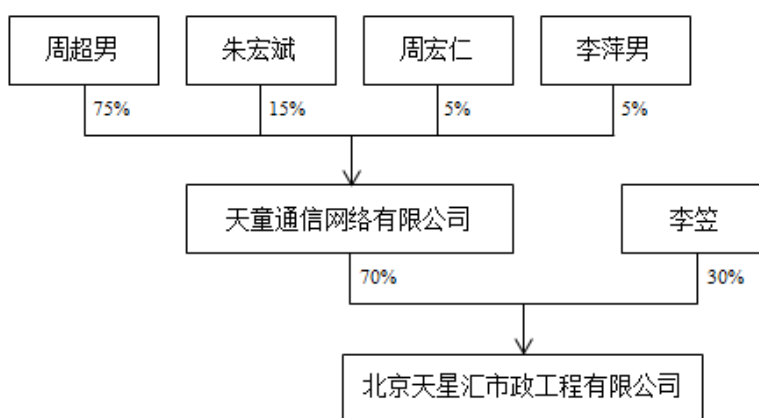 周超男 朱宏斌 周宏仁 李萍男
75% 15% 5% 5%
天童通信网络有限公司 李笠
70% 30%
北京天星汇市政工程有限公司